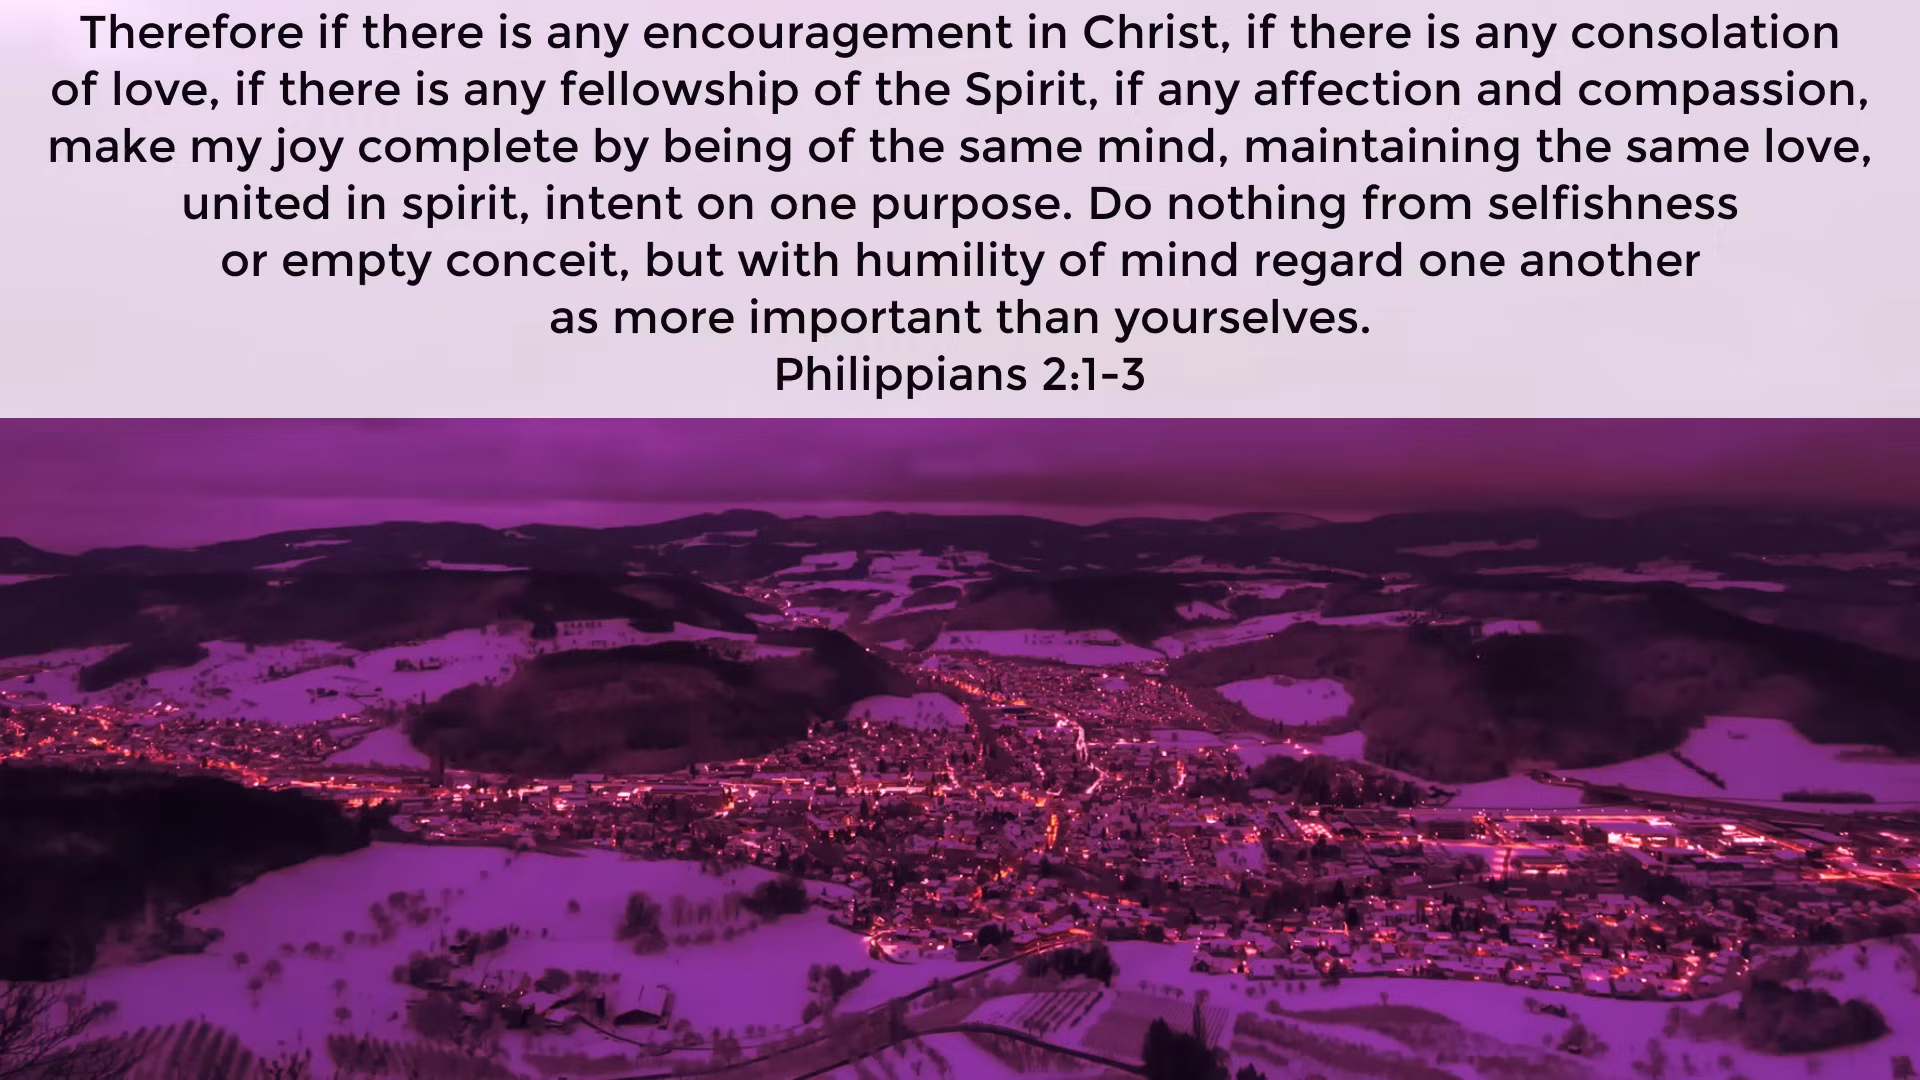 Therefore if there is any encouragement in Christ, if there is any consolation
of love, if there is any fellowship of the Spirit, if any affection and compassion,
make my joy complete by being of the same mind, maintaining the same love,
united in spirit, intent on one purpose. Do nothing from selfishness
or empty conceit, but with humility of mind regard one another
as more important than yourselves.
Philippians 2:1-3